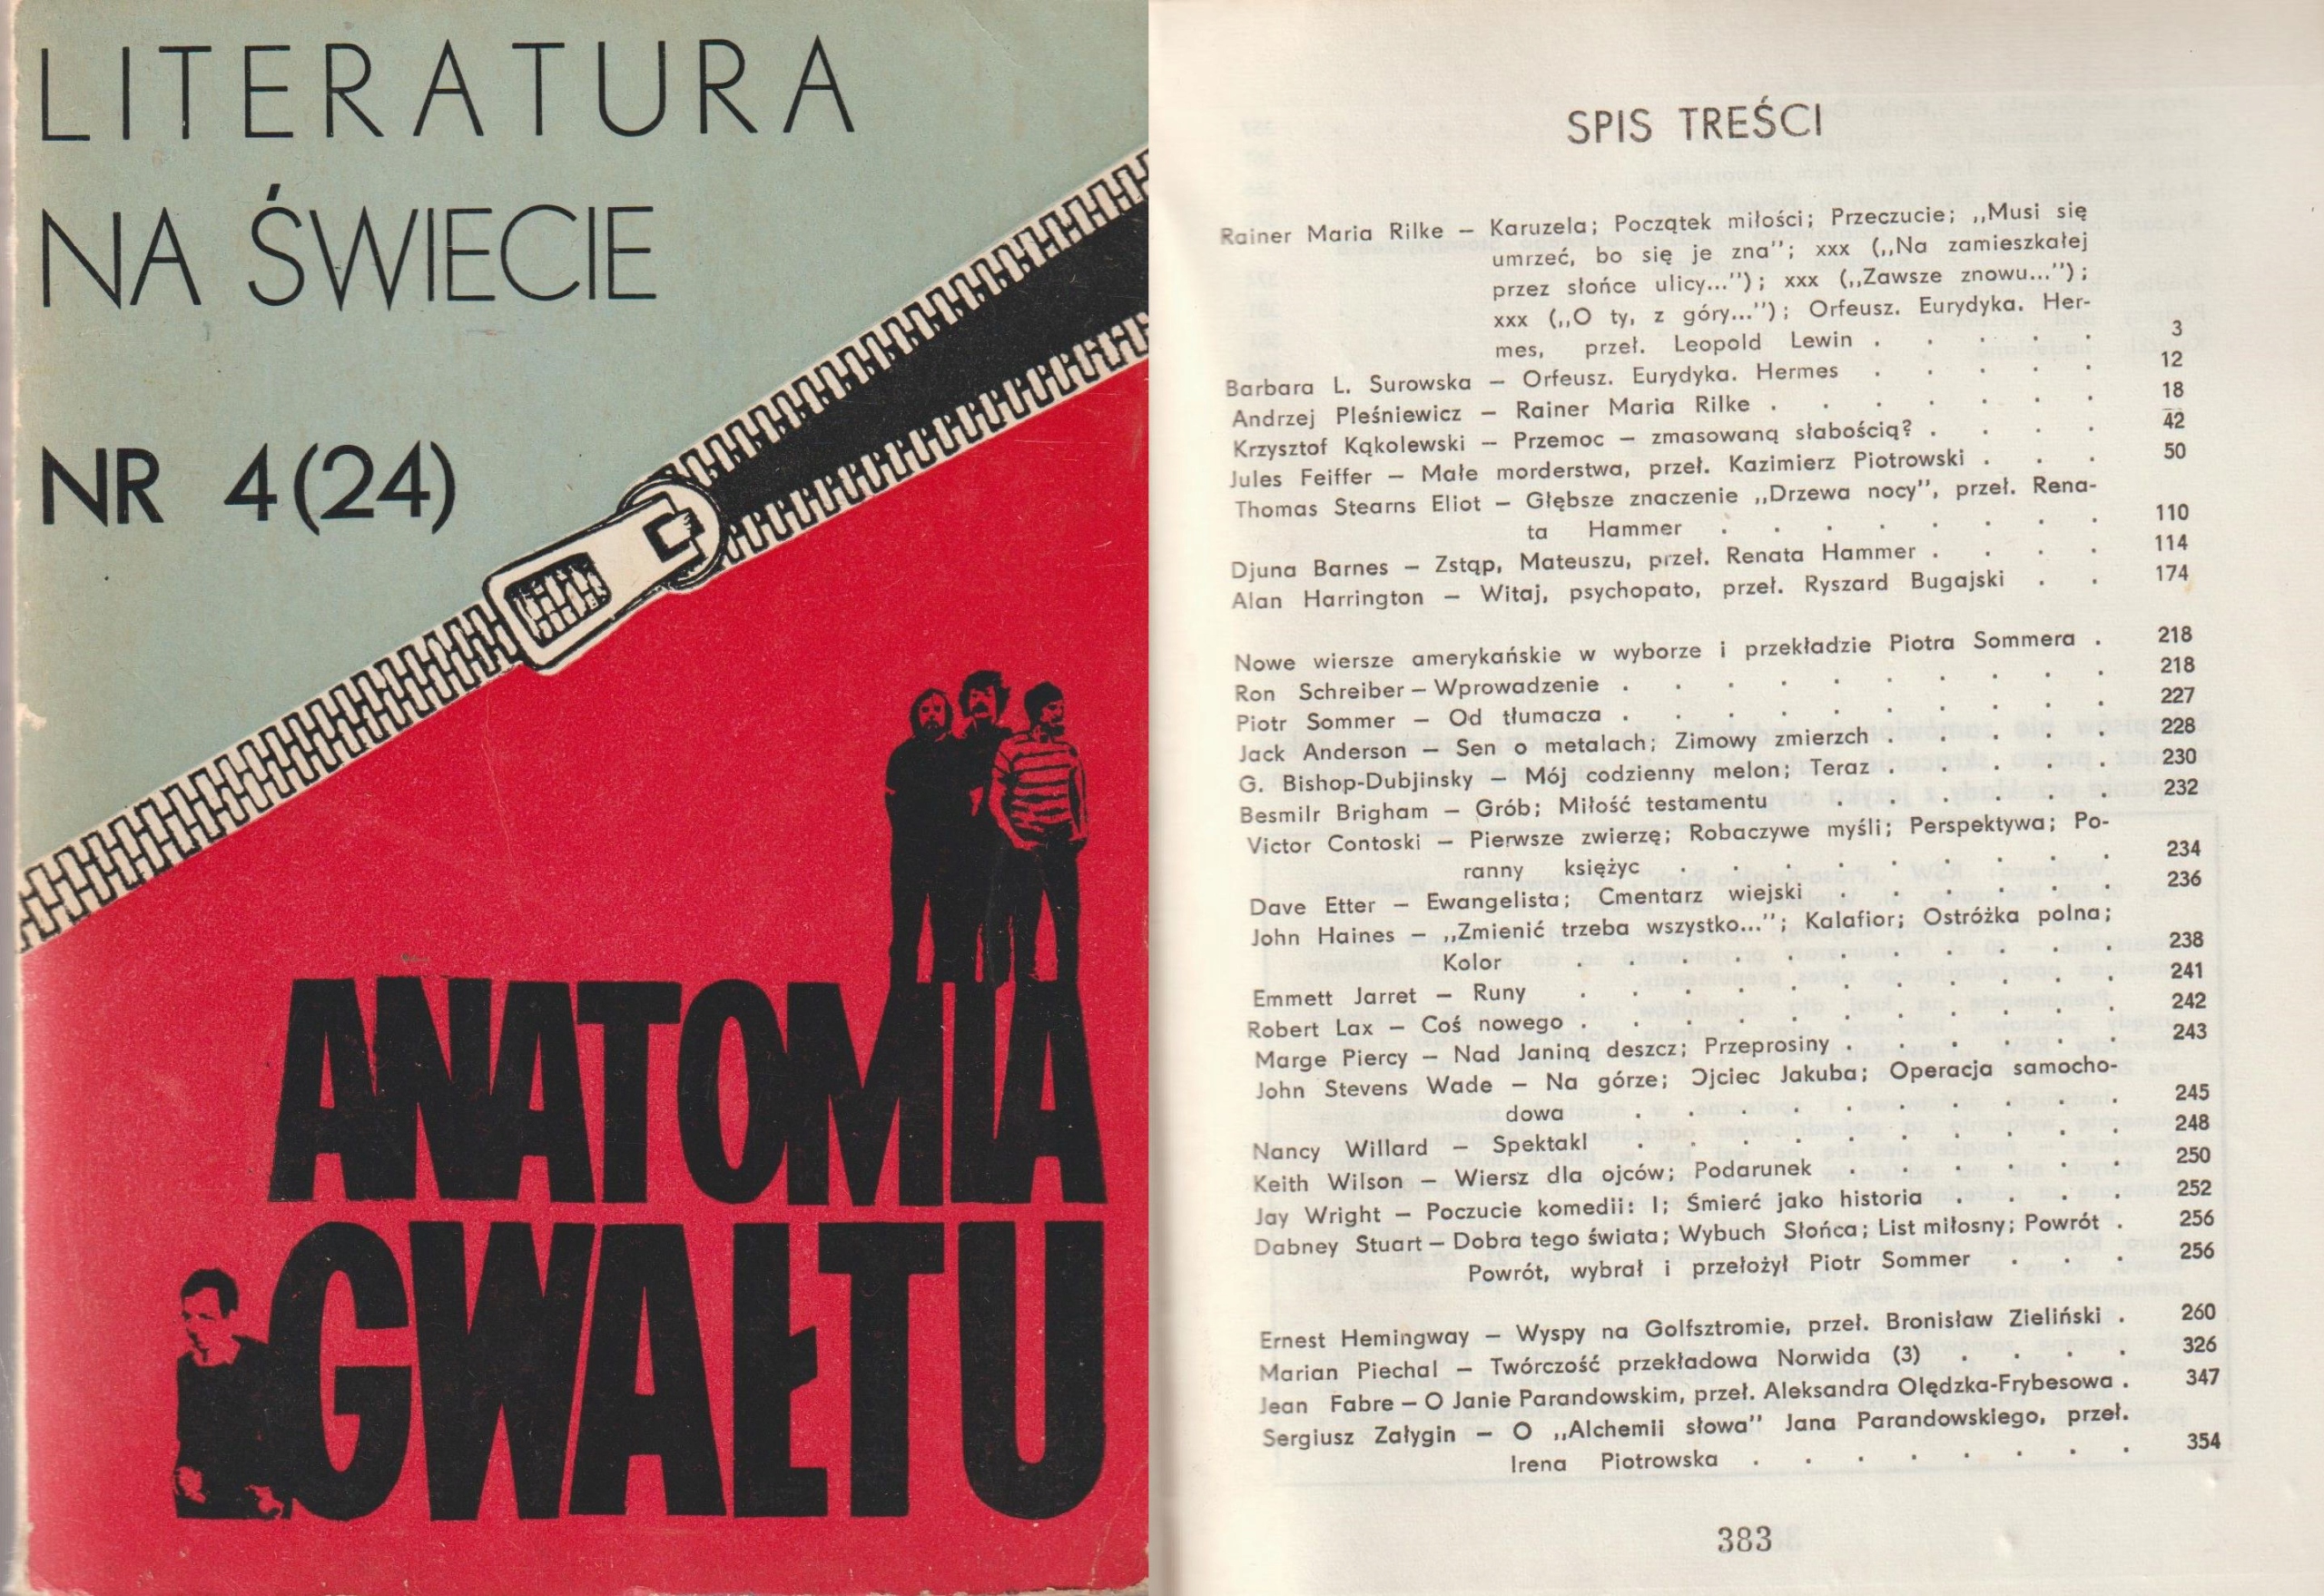 LITERATURA
NA ŚWIECIE
NR 4(24)
ANATOMIA
GWAŁTU
SPIS TREŚCI
Rainer Maria Rilke — Karuzela; Początek miłości; Przeczucie; ,,Musi się
umrzeć, bo się je zna''; xxx (,,Na zamieszkałej
przez słońce ulicy...''); xxx (,,Zawsze znowu...'');
xxx (,,O ty, z góry...''); Orfeusz. Eurydyka. Her-
mes, przeł. Leopold Lewin . . . . . 3
Barbara L. Surowska — Orfeusz. Eurydyka. Hermes . . . . . 12
Andrzej Pleśniewicz — Rainer Maria Rilke . . . . . . . 18
Krzysztof Kąkolewski — Przemoc — zmasowaną słabością? . . . . 42
Jules Feiffer — Małe morderstwa, przeł. Kazimierz Piotrowski . . . 50
Thomas Stearns Eliot — Głębsze znaczenie ,,Drzewa nocy'', przeł. Rena-
ta Hammer . . . . . . . . 110
Djuna Barnes — Zstąp, Mateuszu, przeł. Renata Hammer . . . . 114
Alan Harrington — Witaj, psychopato, przeł. Ryszard Bugajski . . 174
Nowe wiersze amerykańskie w wyborze i przekładzie Piotra Sommera . 218
Ron Schreiber — Wprowadzenie . . . . . . . . . . 218
Piotr Sommer — Od tłumacza . . . . . . . . . . 227
Jack Anderson — Sen o metalach; Zimowy zmierzch . . . . . 228
G. Bishop-Dubjinsky — Mój codzienny melon; Teraz . . . . . 230
Besmilr Brigham — Grób; Miłość testamentu . . . . . . 232
Victor Contoski — Pierwsze zwierzę; Robaczywe myśli; Perspektywa; Po-
ranny księżyc . . . . . . . . . 234
Dave Etter — Ewangelista; Cmentarz wiejski . . . . . . 236
John Haines — ,,Zmienić trzeba wszystko...''; Kalafior; Ostróżka polna;
Kolor . . . . . . . . . . . 238
Emmett Jarret — Runy . . . . . . . . . . . 241
Robert Lax — Coś nowego . . . . . . . . . . . 242
Marge Piercy — Nad Janiną deszcz; Przeprosiny . . . . . . 243
John Stevens Wade — Na górze; Ojciec Jakuba; Operacja samocho-
dowa . . . . . . . . . . 245
Nancy Willard — Spektakl . . . . . . . . . . 248
Keith Wilson — Wiersz dla ojców; Podarunek . . . . . . 250
Jay Wright — Poczucie komedii: I; Śmierć jako historia . . . . 252
Dabney Stuart — Dobra tego świata; Wybuch Słońca; List miłosny; Powrót . 256
Powrót, wybrał i przełożył Piotr Sommer . . . 256
Ernest Hemingway — Wyspy na Golfsztromie, przeł. Bronisław Zieliński . 260
Marian Piechal — Twórczość przekładowa Norwida (3) . . . . 326
Jean Fabre — O Janie Parandowskim, przeł. Aleksandra Olędzka-Frybesowa . 347
Sergiusz Załygin — O ,,Alchemii słowa'' Jana Parandowskiego, przeł.
Irena Piotrowska . . . . . . . . 354
383